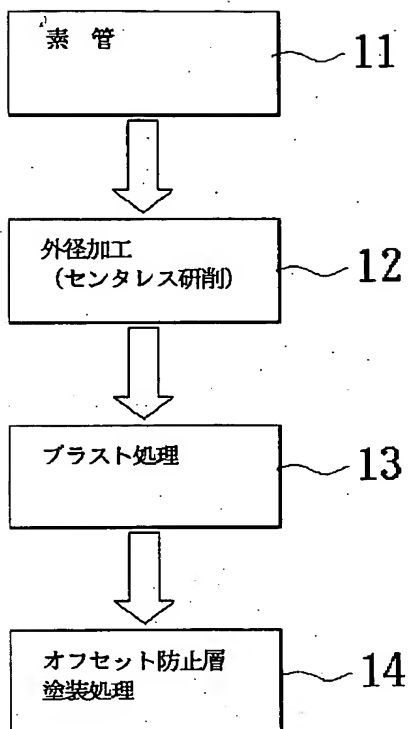 素 管
11
外径加工
(センタレス研削)
12
ブラスト処理
13
オフセット防止層
塗装処理
14